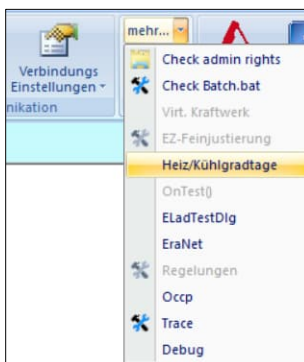 mehr...
Verbindungs
Einstellungen
nikation
Check admin rights
Check Batch.bat
Virt. Kraftwerk
EZ-Feinjustierung
Heiz/Kühlgradtage
OnTest()
ELadTestDlg
EraNet
Regelungen
Occp
Trace
Debug